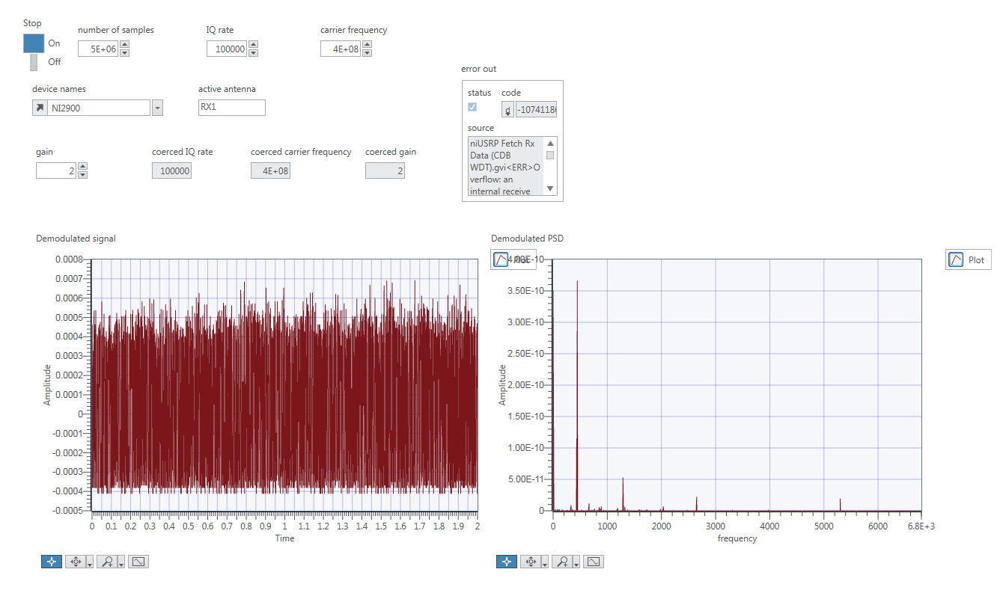 Stop
On
Off
number of samples
5E+06
IQ rate
100000
carrier frequency
4E+08
device names
NI2900
active antenna
RX1
gain
2
coerced IQ rate
100000
coerced carrier frequency
4E+08
coerced gain
2
error out
status
code
d
-10741186
source
niUSRP Fetch Rx
Data (CDB
WDT).gvi<ERR>O
verflow: an
internal receive
Demodulated signal
0.0008
0.0007
0.0006
0.0005
0.0004
0.0003
0.0002
0.0001
0
-0.0001
-0.0002
-0.0003
-0.0004
-0.0005
Amplitude
0 0.1 0.2 0.3 0.4 0.5 0.6 0.7 0.8 0.9 1 1.1 1.2 1.3 1.4 1.5 1.6 1.7 1.8 1.9 2
Time
Demodulated PSD
4.00E-10
3.50E-10
3.00E-10
2.50E-10
2.00E-10
1.50E-10
1.00E-10
5.00E-11
0
Amplitude
0 1000 2000 3000 4000 5000 6000 6.8E+3
frequency
Plot